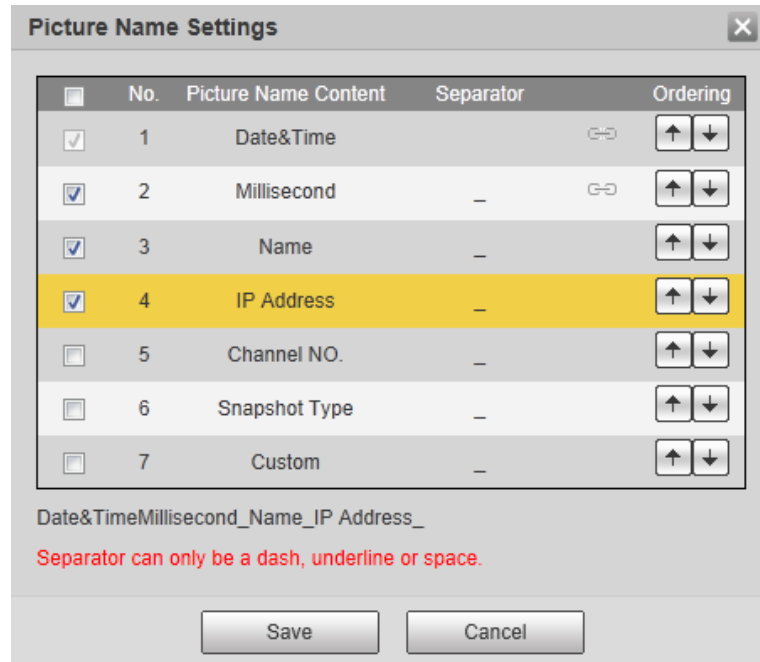 Picture Name Settings
No. Picture Name Content Separator Ordering
1 Date&Time
2 Millisecond _
3 Name _
4 IP Address _
5 Channel NO. _
6 Snapshot Type _
7 Custom _
Date&TimeMillisecond_Name_IP Address_
Separator can only be a dash, underline or space.
Save Cancel